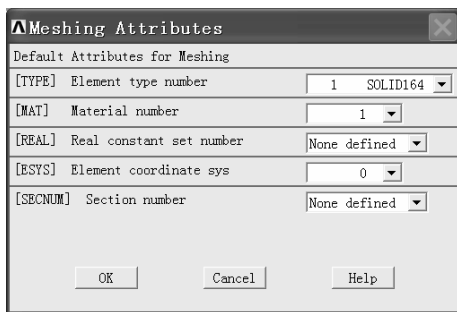 Meshing Attributes
Default Attributes for Meshing
[TYPE] Element type number 1 SOLID164
[MAT] Material number 1
[REAL] Real constant set number None defined
[ESYS] Element coordinate sys 0
[SECNUM] Section number None defined
OK Cancel Help